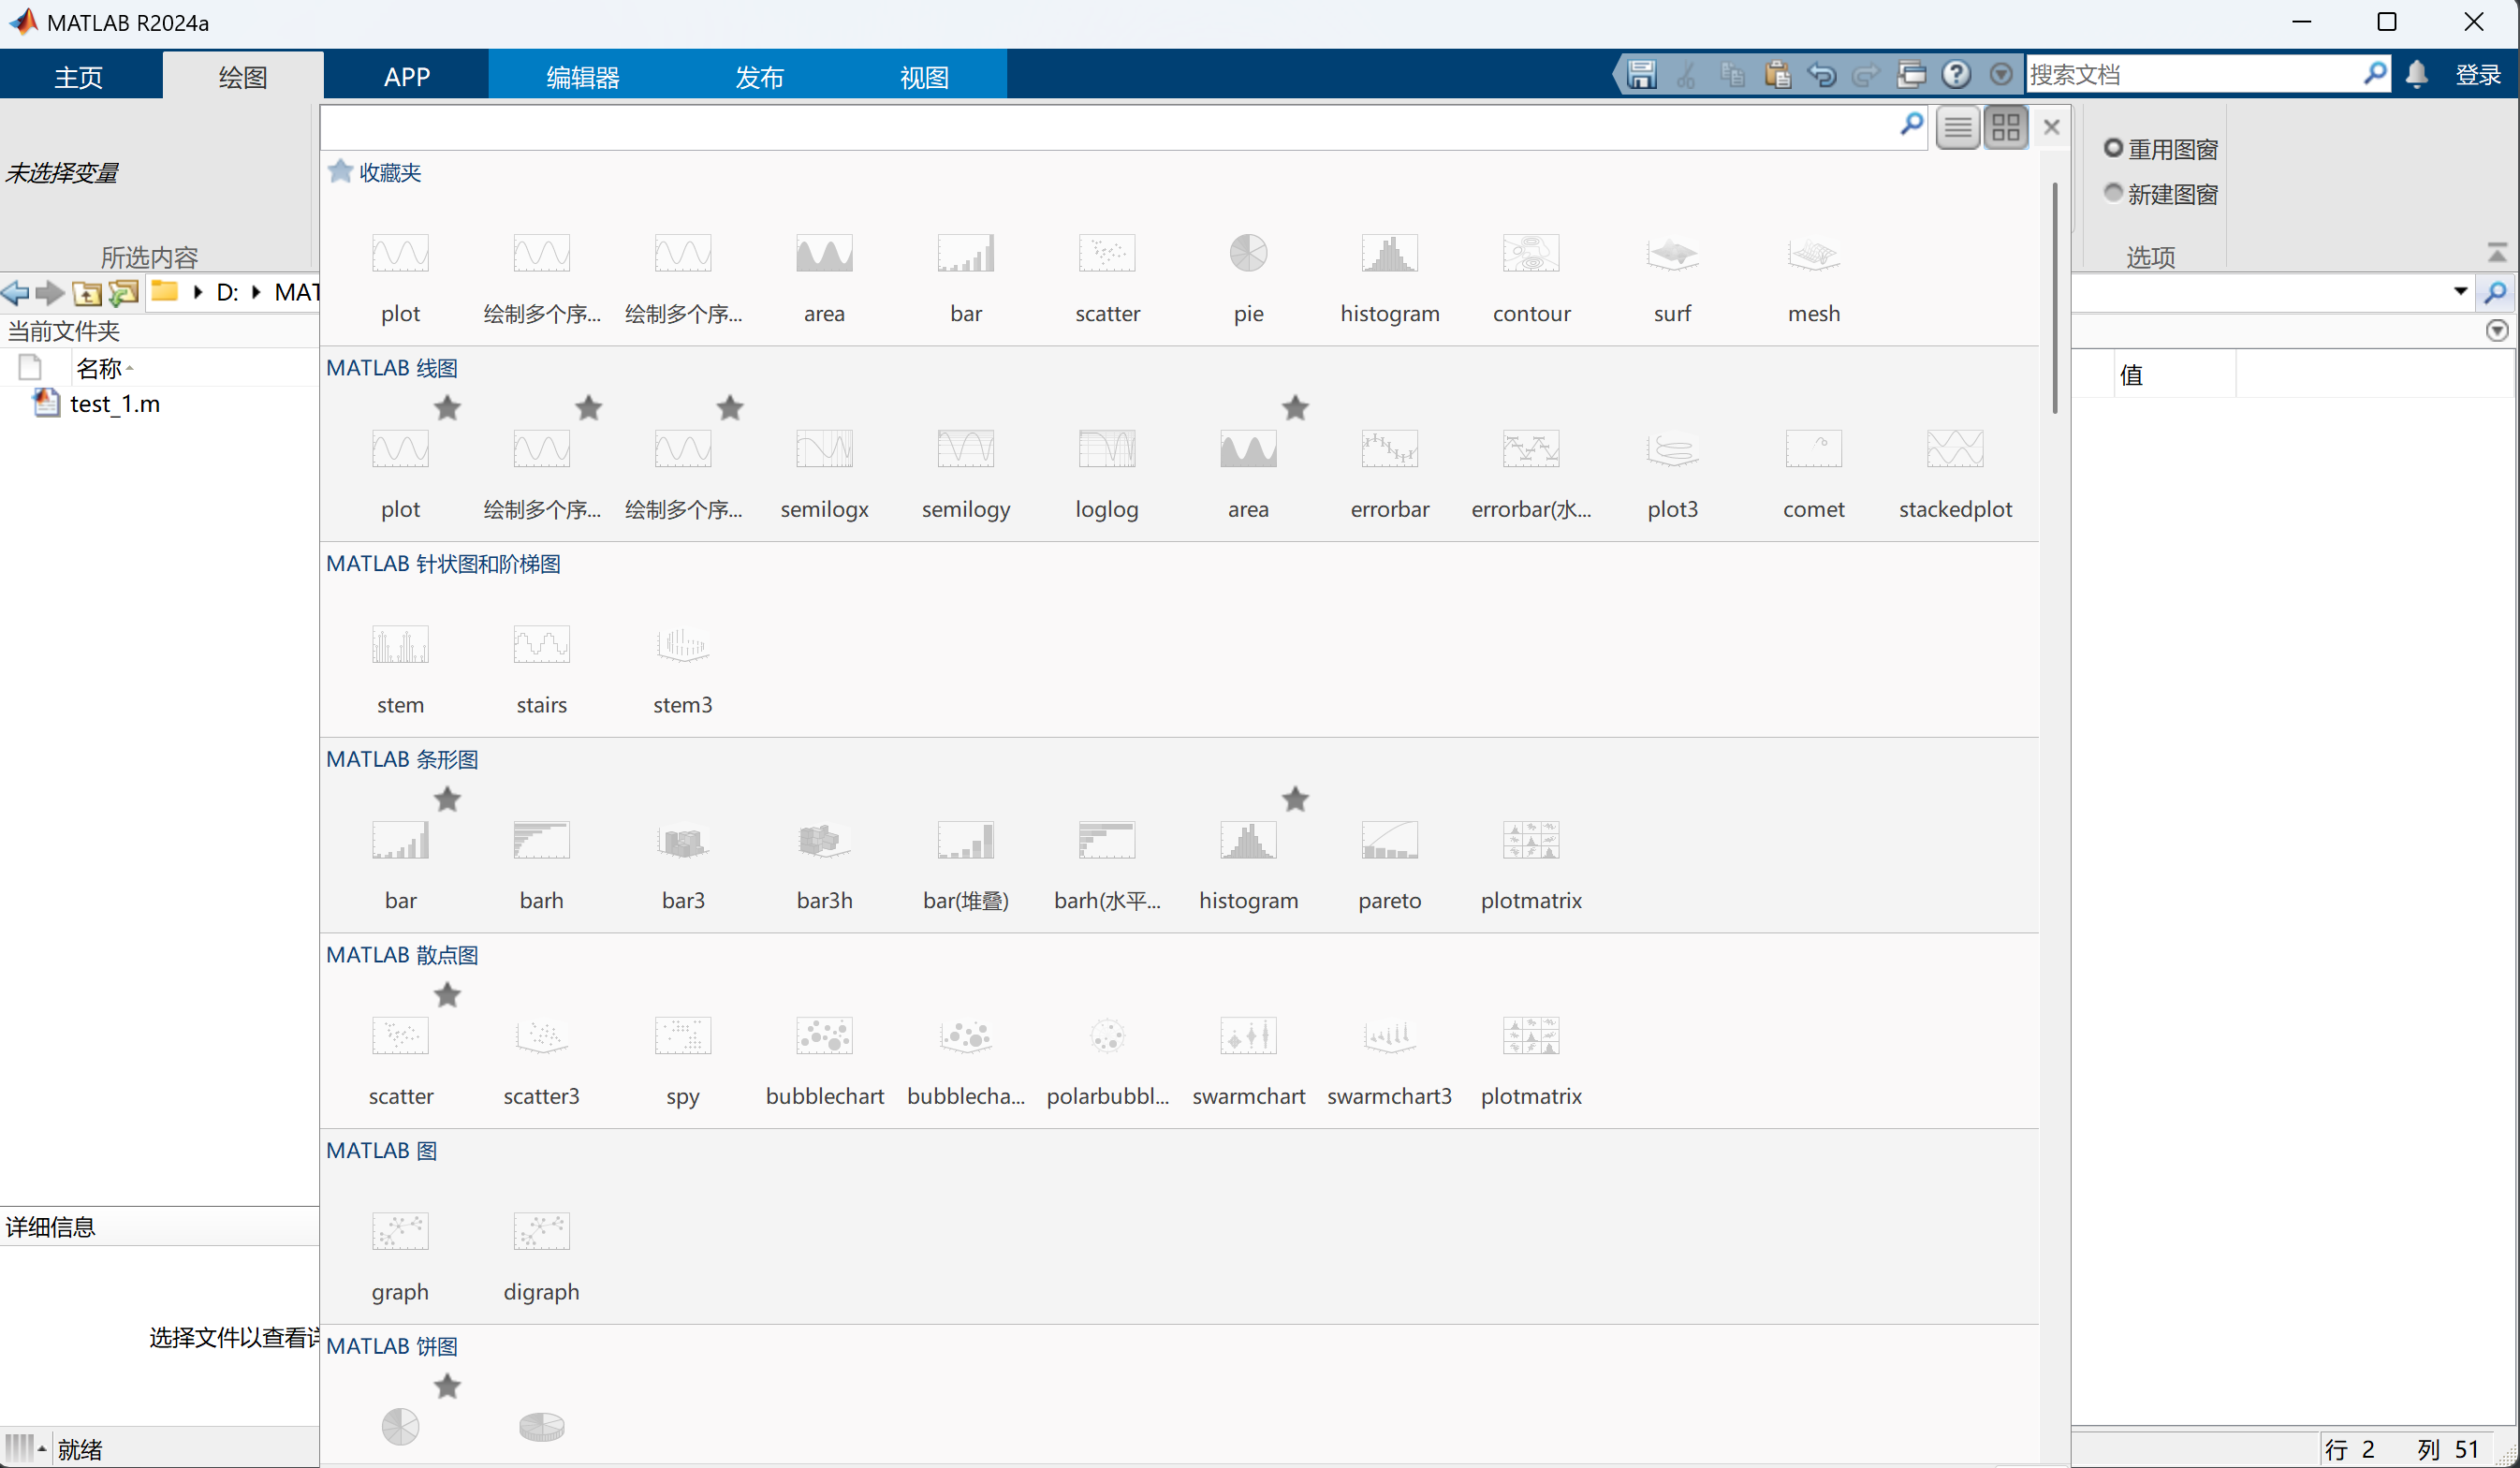 MATLAB R2024a
主页 绘图 APP 编辑器 发布 视图 搜索文档 登录
未选择变量
所选内容
收藏夹
plot 绘制多个序... 绘制多个序... area bar scatter pie histogram contour surf mesh
重用图窗
新建图窗
选项
D: MAT
当前文件夹
名称
test_1.m
值
MATLAB 线图
plot 绘制多个序... 绘制多个序... semilogx semilogy loglog area errorbar errorbar(水... plot3 comet stackedplot
MATLAB 针状图和阶梯图
stem stairs stem3
MATLAB 条形图
bar barh bar3 bar3h bar(堆叠) barh(水平... histogram pareto plotmatrix
MATLAB 散点图
scatter scatter3 spy bubblechart bubblecha... polarbubbl... swarmchart swarmchart3 plotmatrix
MATLAB 图
graph digraph
MATLAB 饼图
详细信息
选择文件以查看详
就绪
行 2 列 51